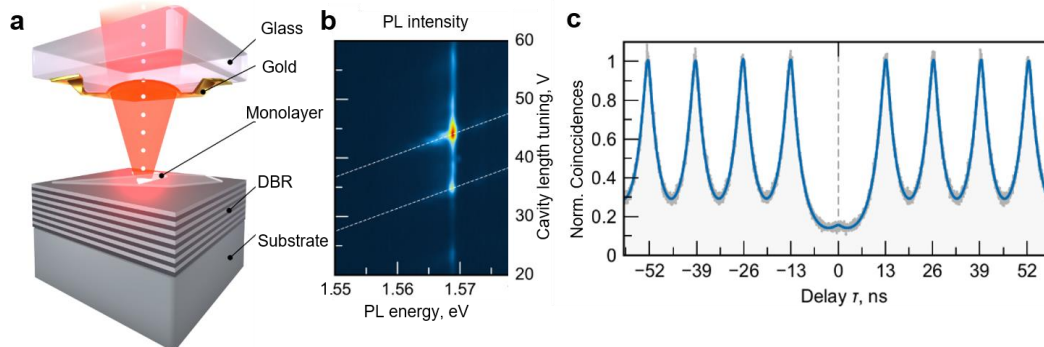 a
Glass
Gold
Monolayer
DBR
Substrate
b
PL intensity
60
50
40
30
20
Cavity length tuning, V
1.55 1.56 1.57
PL energy, eV
c
Norm. Coinccidences
1
0.8
0.6
0.4
0.2
0
−52 −39 −26 −13 0 13 26 39 52
Delay τ, ns